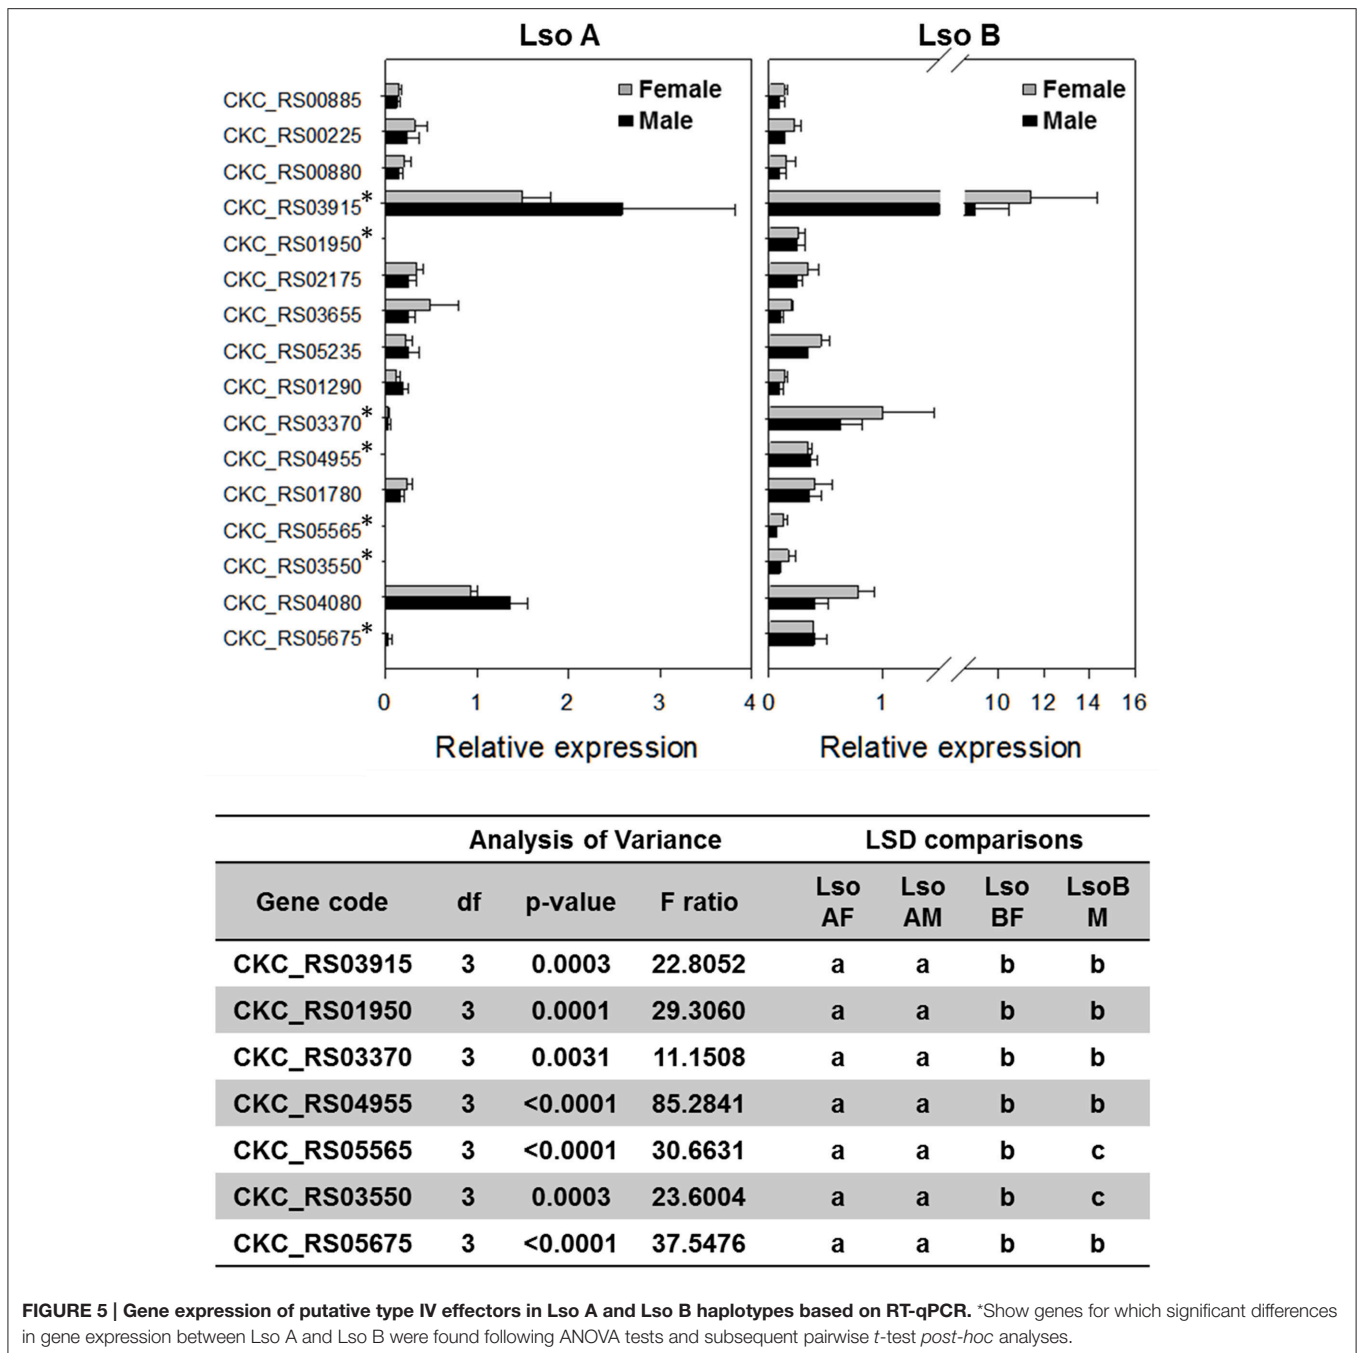 Lso A Lso B
Female Female
Male Male
CKC_RS00885
CKC_RS00225
CKC_RS00880
CKC_RS03915*
CKC_RS01950*
CKC_RS02175
CKC_RS03655
CKC_RS05235
CKC_RS01290
CKC_RS03370*
CKC_RS04955*
CKC_RS01780
CKC_RS05565*
CKC_RS03550*
CKC_RS04080
CKC_RS05675*
0 1 2 3 4 0 1 10 12 14 16
Relative expression Relative expression
Analysis of Variance LSD comparisons
Gene code df p-value F ratio Lso AF Lso AM Lso BF LsoB M
CKC_RS03915 3 0.0003 22.8052 a a b b
CKC_RS01950 3 0.0001 29.3060 a a b b
CKC_RS03370 3 0.0031 11.1508 a a b b
CKC_RS04955 3 <0.0001 85.2841 a a b b
CKC_RS05565 3 <0.0001 30.6631 a a b c
CKC_RS03550 3 0.0003 23.6004 a a b c
CKC_RS05675 3 <0.0001 37.5476 a a b b
FIGURE 5 | Gene expression of putative type IV effectors in Lso A and Lso B haplotypes based on RT-qPCR. *Show genes for which significant differences
in gene expression between Lso A and Lso B were found following ANOVA tests and subsequent pairwise t-test post-hoc analyses.